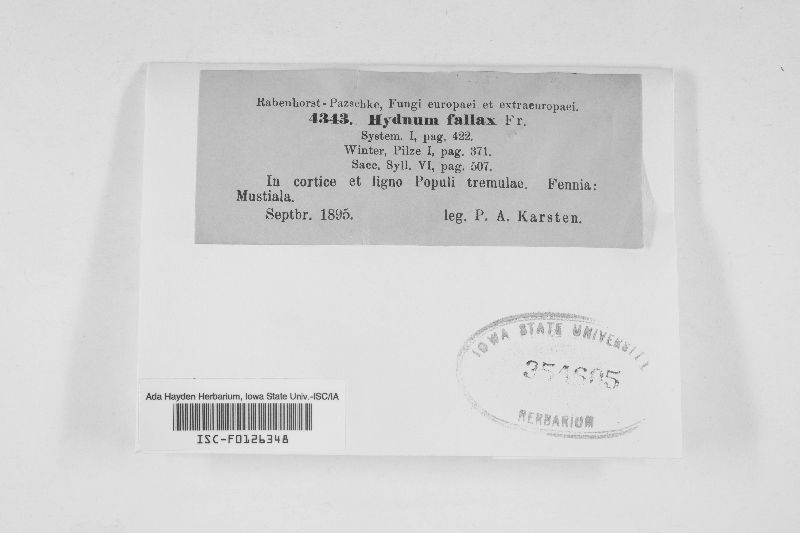 Rabenhorst-Pazschke, Fungi europaei et extraeuropaei.
4343. Hydnum fallax Fr.
System. I, pag. 422.
Winter, Pilze I, pag. 371.
Sacc. Syll. VI, pag. 507.
In cortice et ligno Populi tremulae. Fennia:
Mustiala.
Septbr. 1895. leg. P. A. Karsten.
IOWA STATE UNIVERSITY
354605
HERBARIUM
Ada Hayden Herbarium, Iowa State Univ.-ISC/IA
ISC-F0126348